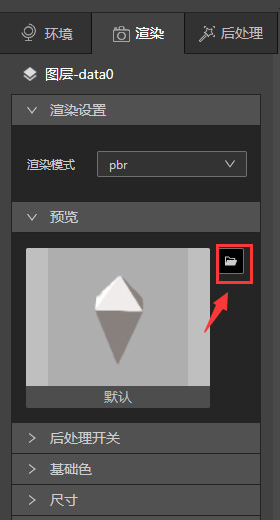 环境 渲染 后处理
图层-data0
渲染设置
渲染模式 pbr
预览
默认
后处理开关
基础色
尺寸